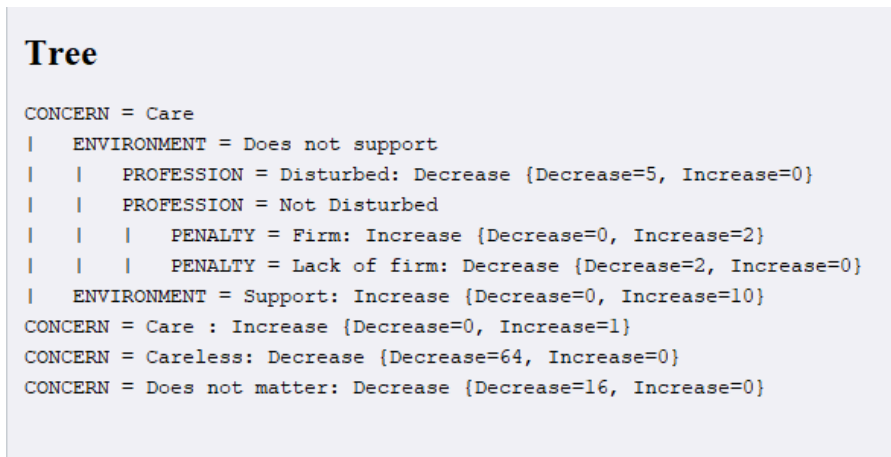 Tree
CONCERN = Care
|   ENVIRONMENT = Does not support
|   |   PROFESSION = Disturbed: Decrease {Decrease=5, Increase=0}
|   |   PROFESSION = Not Disturbed
|   |   |   PENALTY = Firm: Increase {Decrease=0, Increase=2}
|   |   |   PENALTY = Lack of firm: Decrease {Decrease=2, Increase=0}
|   ENVIRONMENT = Support: Increase {Decrease=0, Increase=10}
CONCERN = Care : Increase {Decrease=0, Increase=1}
CONCERN = Careless: Decrease {Decrease=64, Increase=0}
CONCERN = Does not matter: Decrease {Decrease=16, Increase=0}